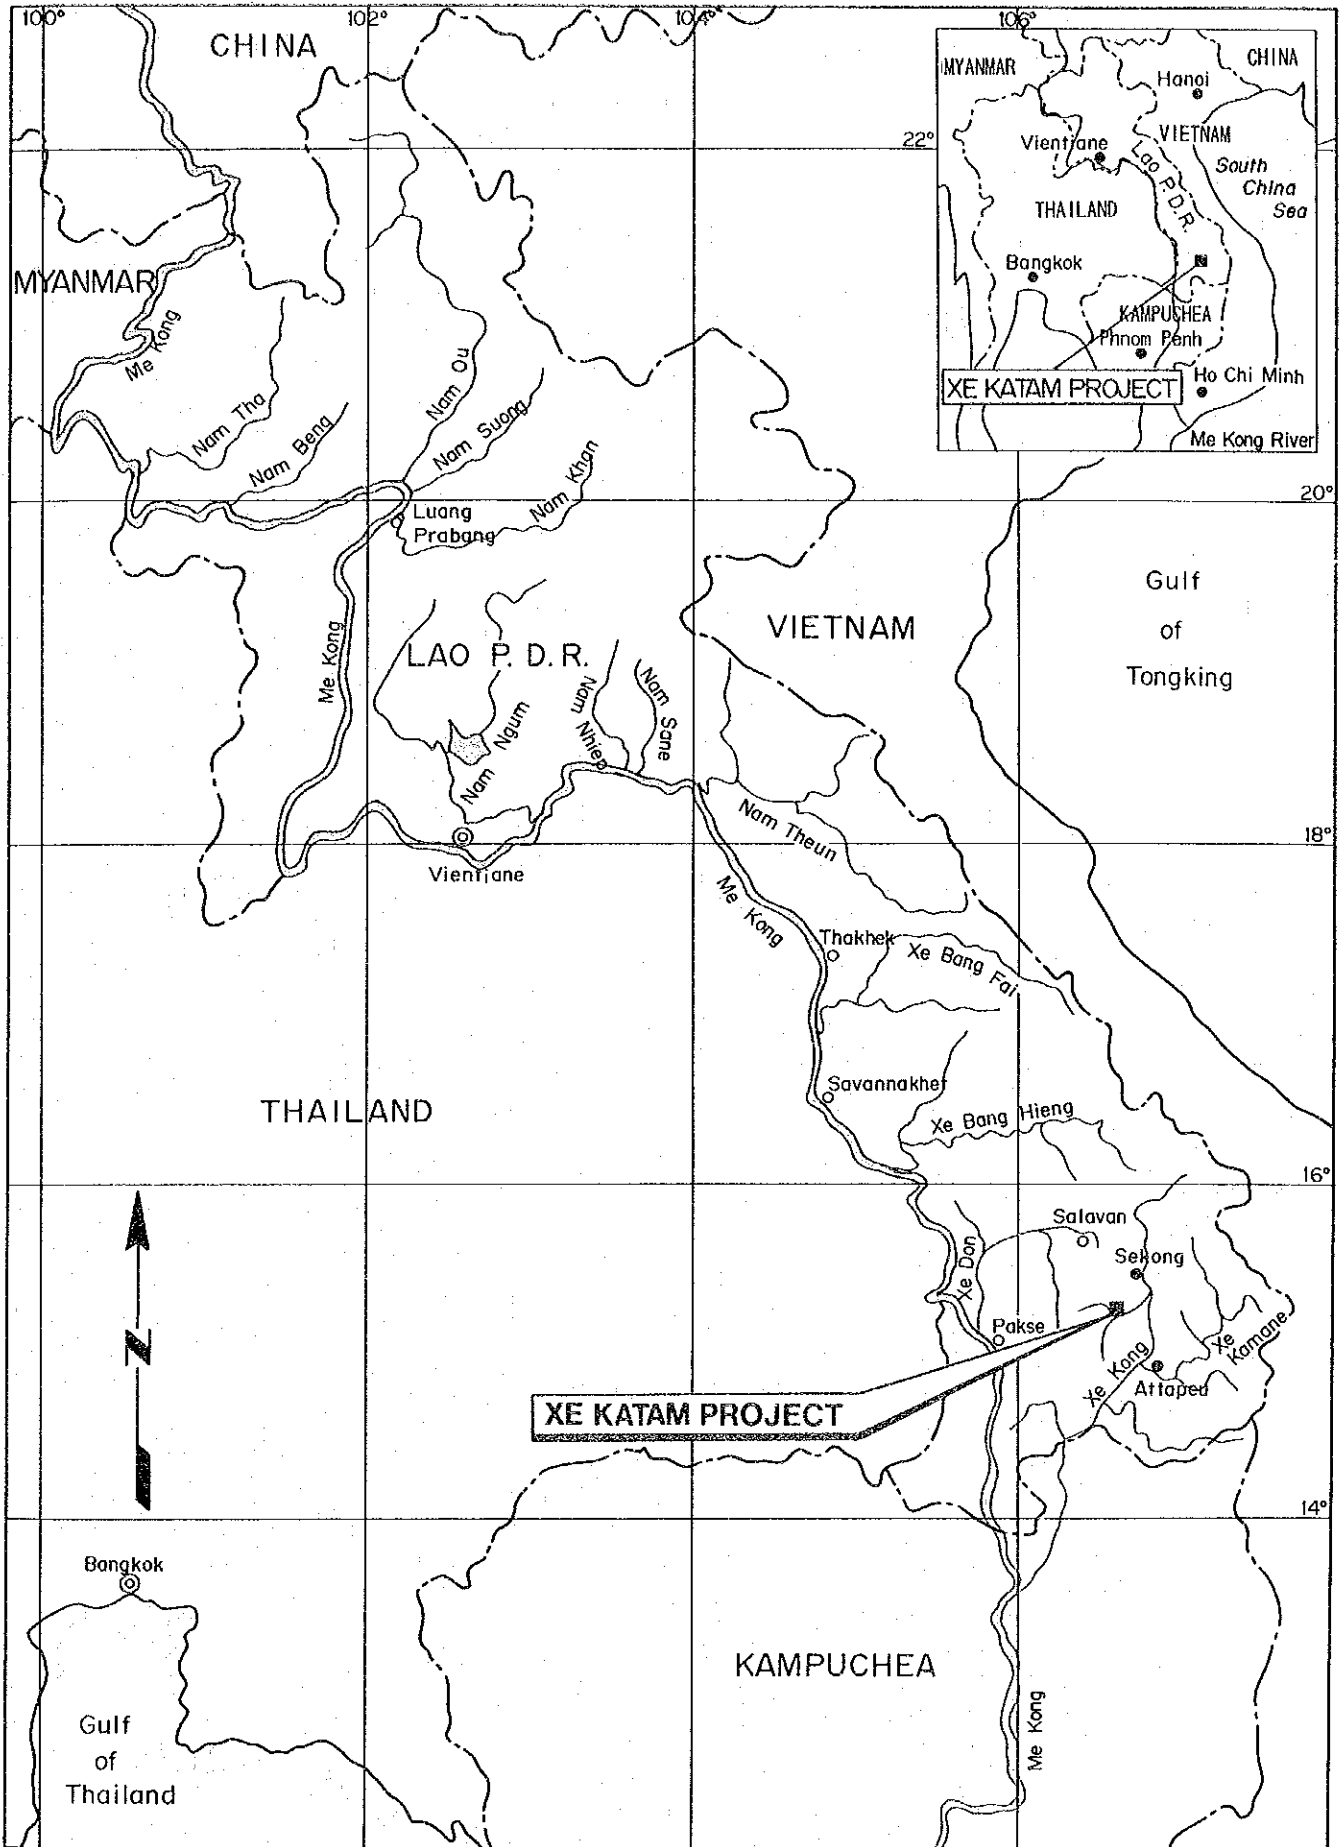 100°
102°
104°
106°
CHINA
MYANMAR
CHINA
Hanoi
22°
Vientiane
VIETNAM
Lao P.D.R.
South
China
Sea
THAILAND
Bangkok
KAMPUCHEA
Phnom Penh
XE KATAM PROJECT
Ho Chi Minh
Me Kong River
MYANMAR
Me Kong
Nam Tha
Nam Beng
Nam Ou
Nam Suong
Nam Khan
20°
Luang
Prabang
Gulf
of
Tongking
VIETNAM
LAO P. D. R.
Me Kong
Nam Ngum
Nam Nhiep
Nam Sane
Nam Theun
18°
Vientiane
Me Kong
Thakhek
Xe Bang Fai
Savannakhet
THAILAND
Xe Bang Hieng
16°
Salavan
Sekong
Xe Don
Pakse
Xe Kong
Xe Kamane
Attapeu
XE KATAM PROJECT
N
14°
Bangkok
KAMPUCHEA
Me Kong
Gulf
of
Thailand